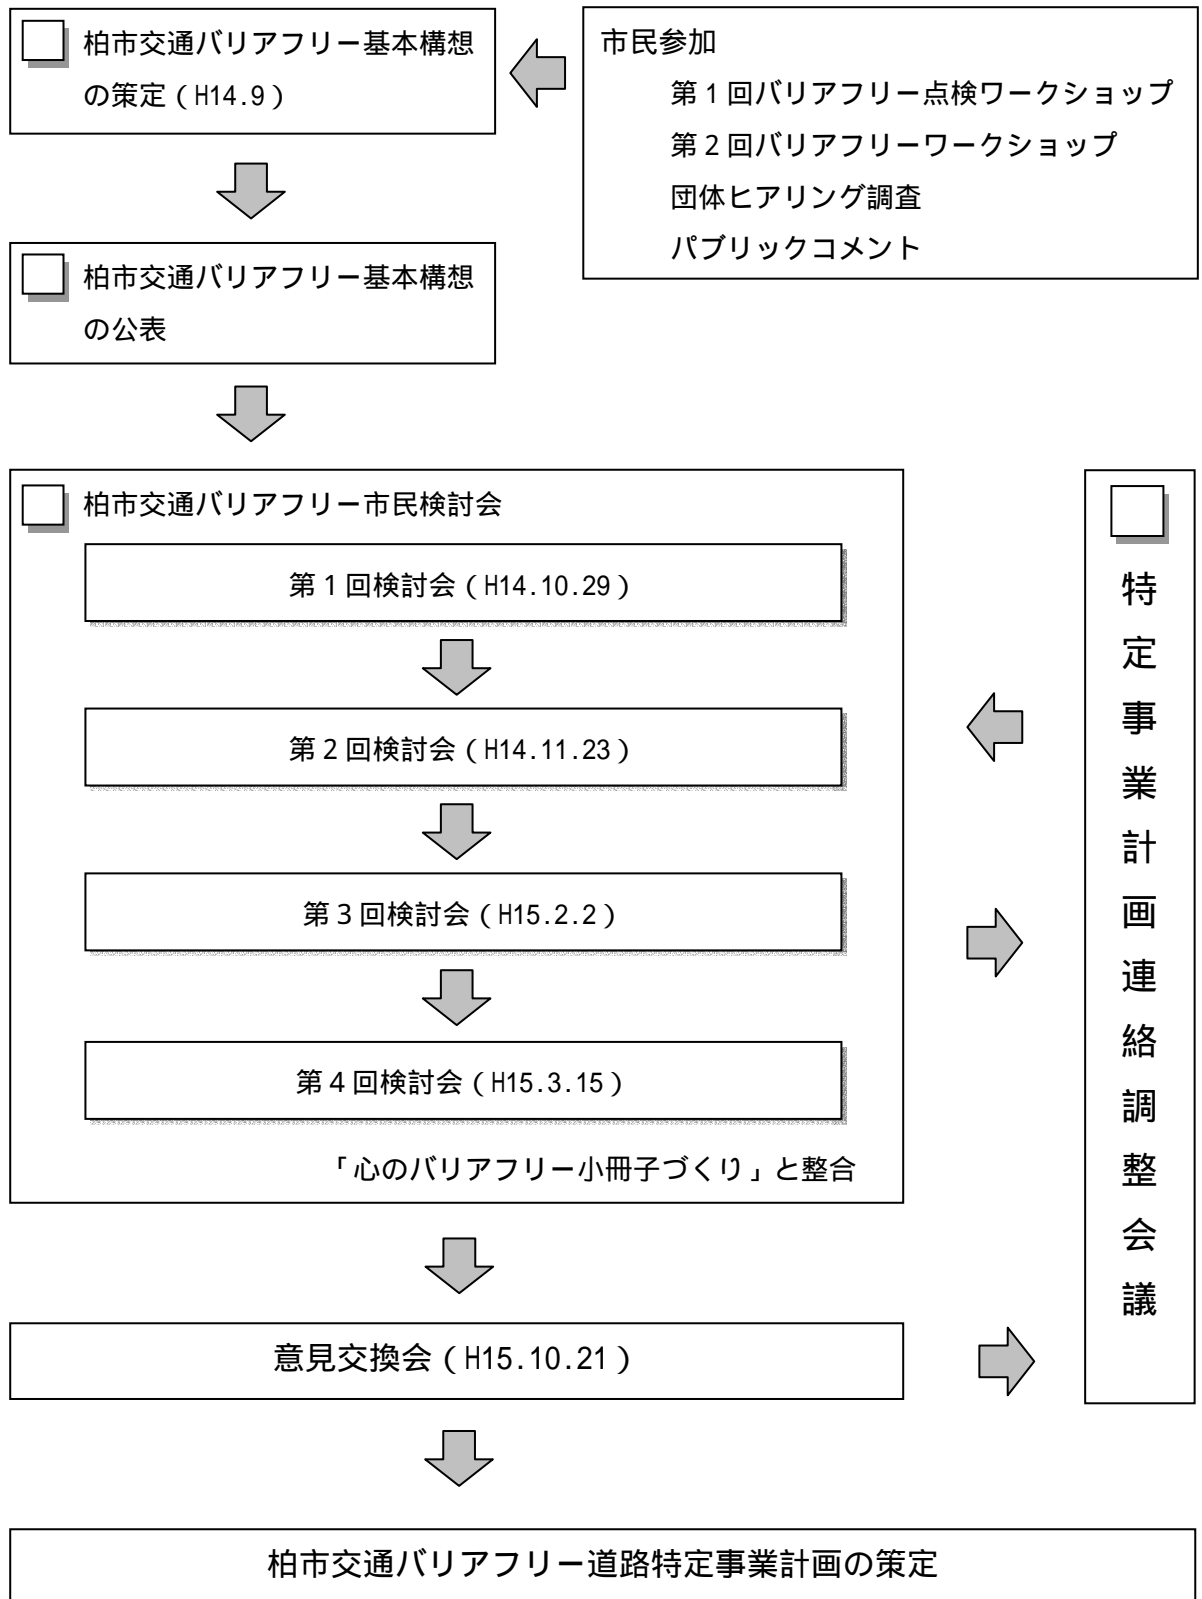 柏市交通バリアフリー基本構想
の策定（H14.9）
市民参加
第1回バリアフリー点検ワークショップ
第2回バリアフリーワークショップ
団体ヒアリング調査
パブリックコメント
柏市交通バリアフリー基本構想
の公表
柏市交通バリアフリー市民検討会
第1回検討会（H14.10.29）
第2回検討会（H14.11.23）
第3回検討会（H15.2.2）
第4回検討会（H15.3.15）
「心のバリアフリー小冊子づくり」と整合
特定事業計画連絡調整会議
意見交換会（H15.10.21）
柏市交通バリアフリー道路特定事業計画の策定